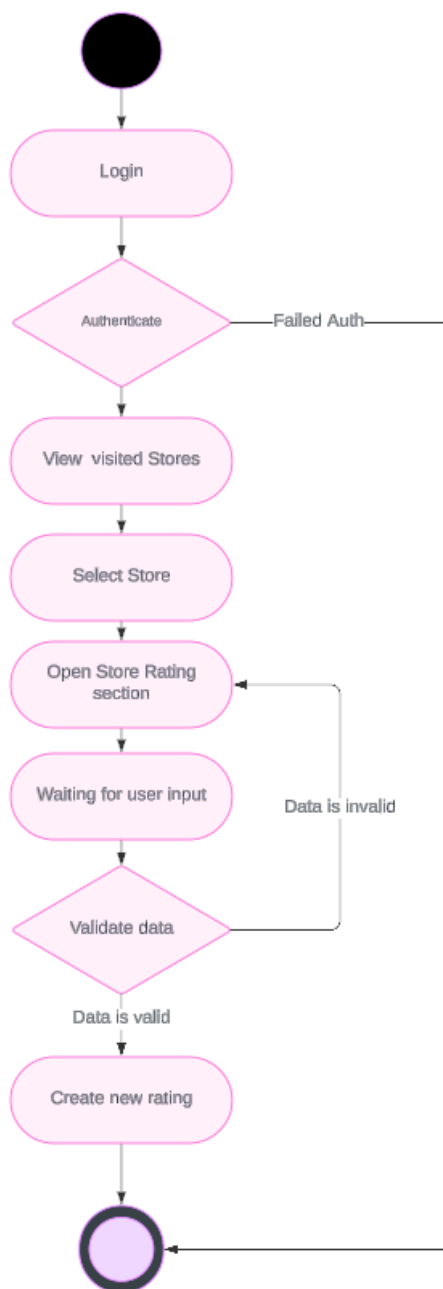 Login
Authenticate
Failed Auth
View visited Stores
Select Store
Open Store Rating
section
Waiting for user input
Data is invalid
Validate data
Data is valid
Create new rating